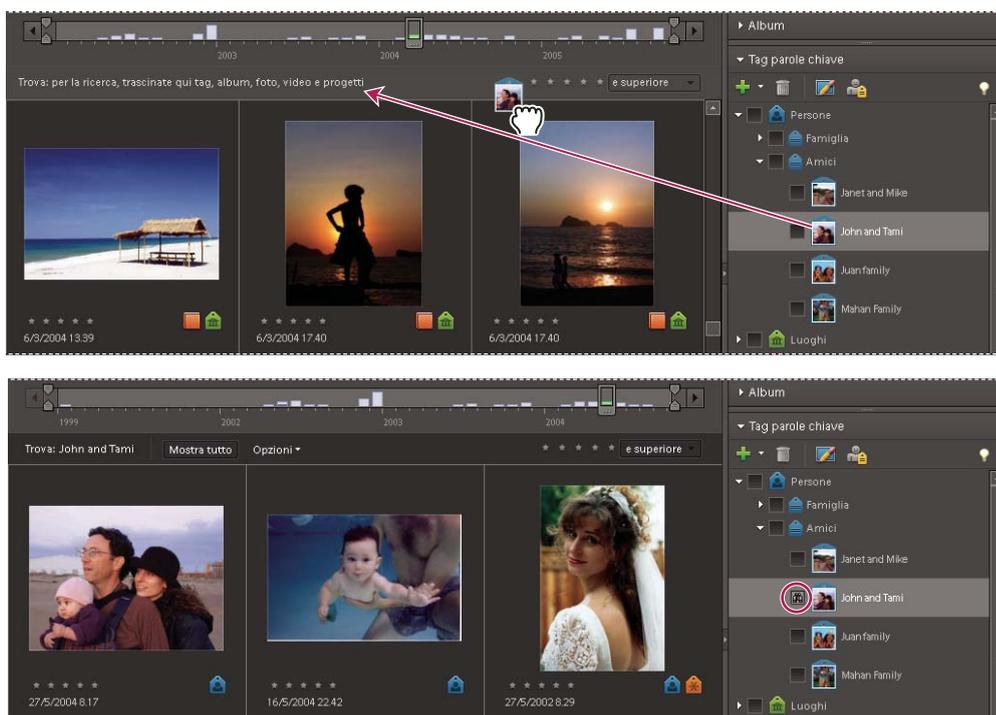 Album
2003 2004 2005
Tag parole chiave
Trova: per la ricerca, trascinate qui tag, album, foto, video e progetti
e superiore
Persone
Famiglia
Amici
Janet and Mike
John and Tami
Juan family
Mahan Family
Luoghi
6/3/2004 13.39
6/3/2004 17.40
6/3/2004 17.40
Album
1999 2002 2003 2004
Tag parole chiave
Trova: John and Tami
Mostra tutto
Opzioni
e superiore
Persone
Famiglia
Amici
Janet and Mike
John and Tami
Juan family
Mahan Family
Luoghi
27/5/2004 8.17
16/5/2004 22.42
27/5/2002 8.29